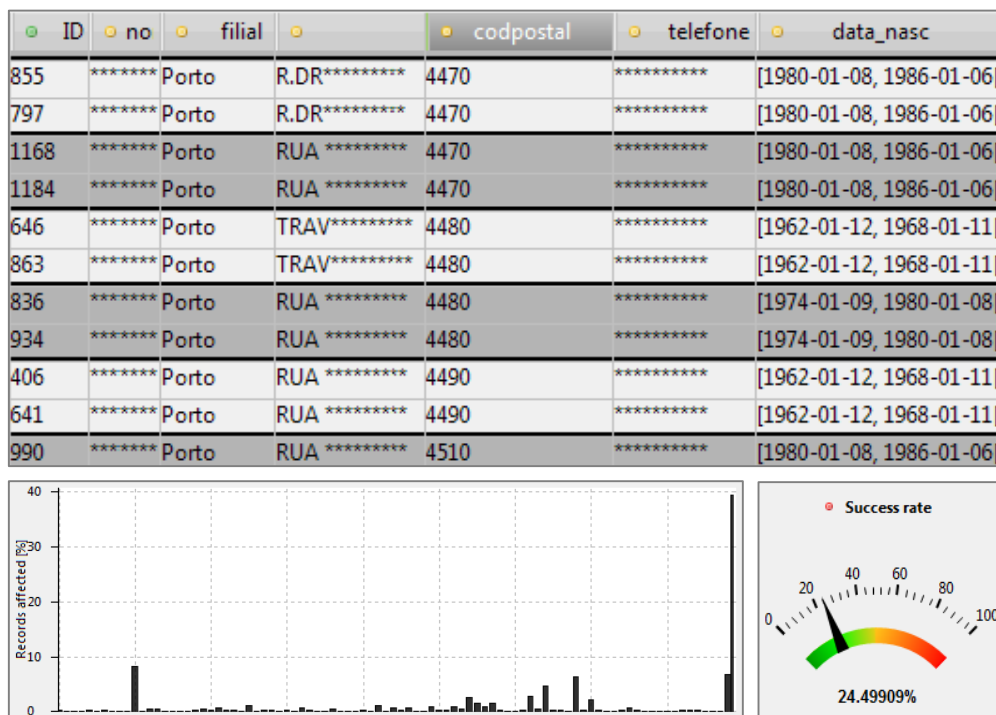 ID no filial codpostal telefone data_nasc
855 ******* Porto R.DR********* 4470 ********** [1980-01-08, 1986-01-06[
797 ******* Porto R.DR********* 4470 ********** [1980-01-08, 1986-01-06[
1168 ******* Porto RUA ********* 4470 ********** [1980-01-08, 1986-01-06[
1184 ******* Porto RUA ********* 4470 ********** [1980-01-08, 1986-01-06[
646 ******* Porto TRAV********* 4480 ********** [1962-01-12, 1968-01-11[
863 ******* Porto TRAV********* 4480 ********** [1962-01-12, 1968-01-11[
836 ******* Porto RUA ********* 4480 ********** [1974-01-09, 1980-01-08[
934 ******* Porto RUA ********* 4480 ********** [1974-01-09, 1980-01-08[
406 ******* Porto RUA ********* 4490 ********** [1962-01-12, 1968-01-11[
641 ******* Porto RUA ********* 4490 ********** [1962-01-12, 1968-01-11[
990 ******* Porto RUA ********* 4510 ********** [1980-01-08, 1986-01-06[
Records affected [%]
40
30
20
10
0
Success rate
0 20 40 60 80 100
24.49909%